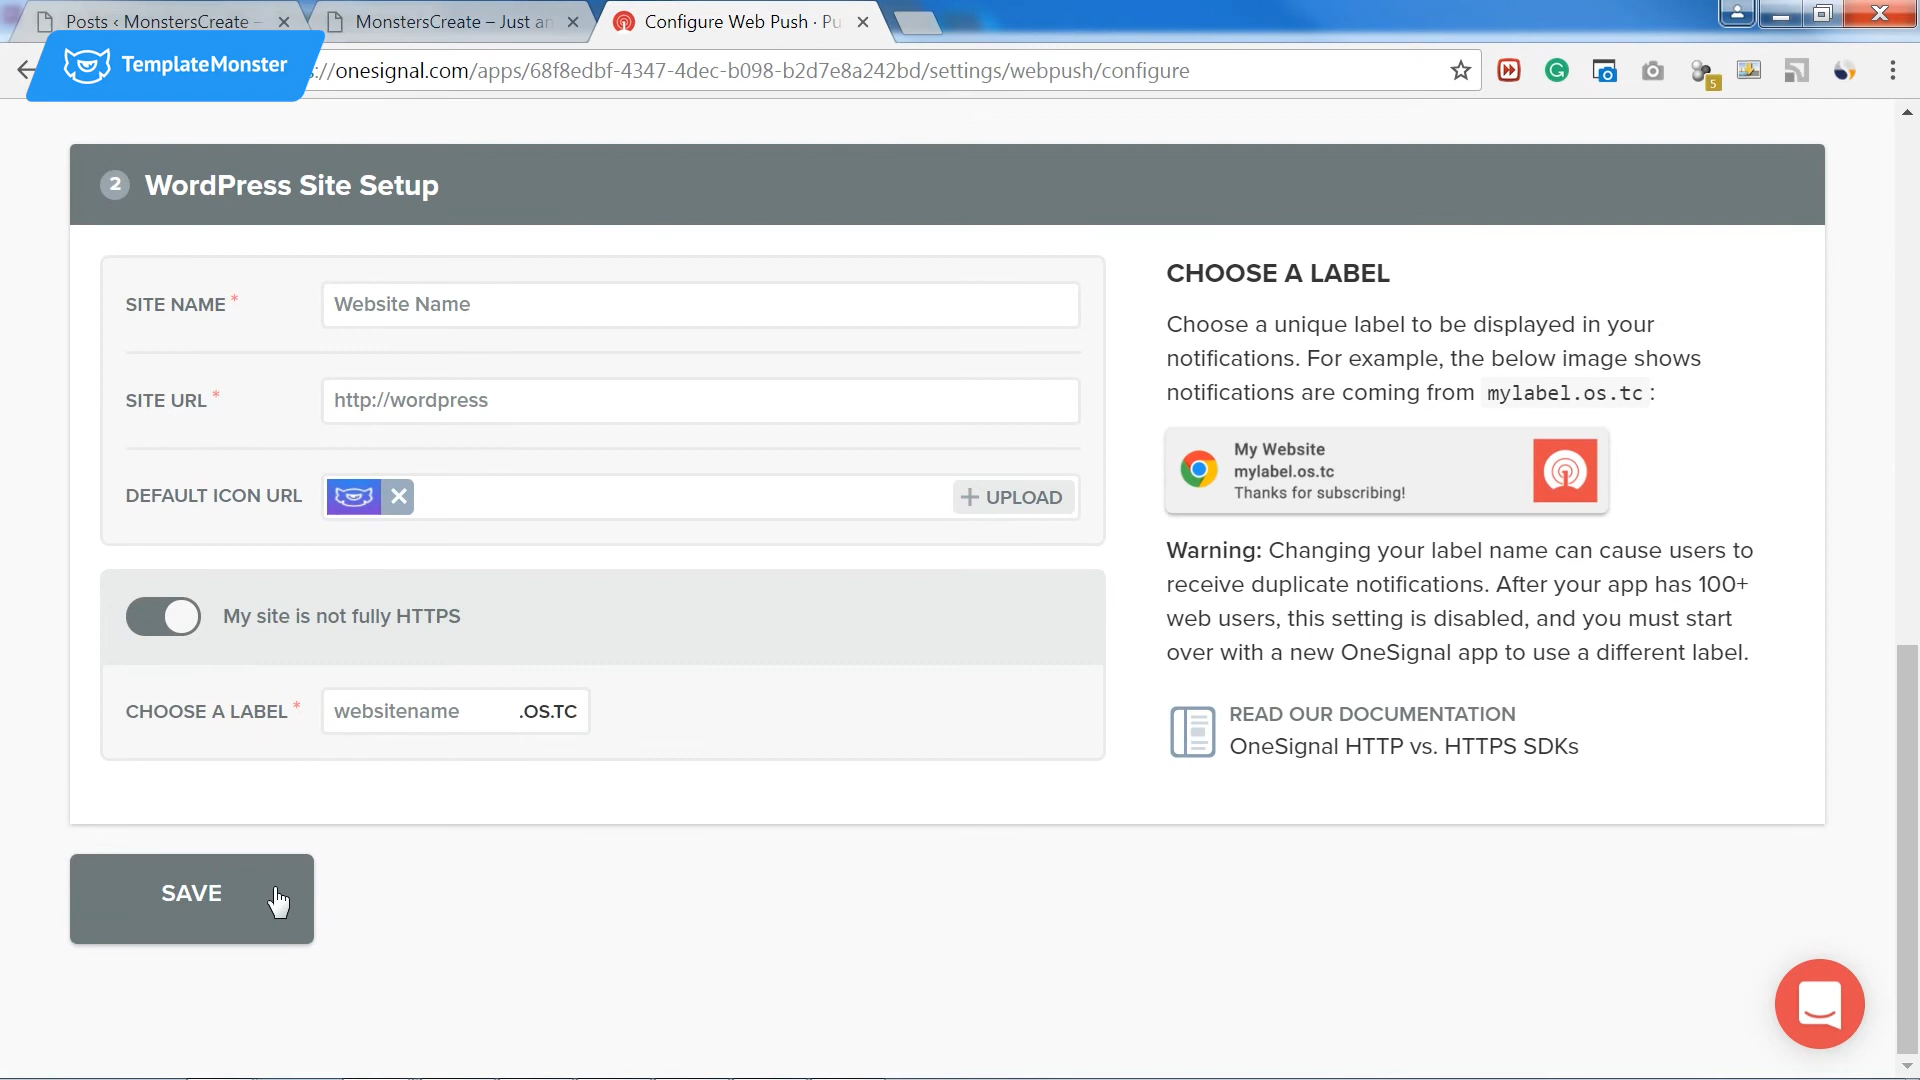 Posts ‹ MonstersCreate –
MonstersCreate – Just an
Configure Web Push · Pu
TemplateMonster
://onesignal.com/apps/68f8edbf-4347-4dec-b098-b2d7e8a242bd/settings/webpush/configure
5
2 WordPress Site Setup
SITE NAME *
Website Name
SITE URL *
http://wordpress
DEFAULT ICON URL
+ UPLOAD
My site is not fully HTTPS
CHOOSE A LABEL *
websitename .OS.TC
CHOOSE A LABEL
Choose a unique label to be displayed in your
notifications. For example, the below image shows
notifications are coming from mylabel.os.tc:
My Website
mylabel.os.tc
Thanks for subscribing!
Warning: Changing your label name can cause users to
receive duplicate notifications. After your app has 100+
web users, this setting is disabled, and you must start
over with a new OneSignal app to use a different label.
READ OUR DOCUMENTATION
OneSignal HTTP vs. HTTPS SDKs
SAVE